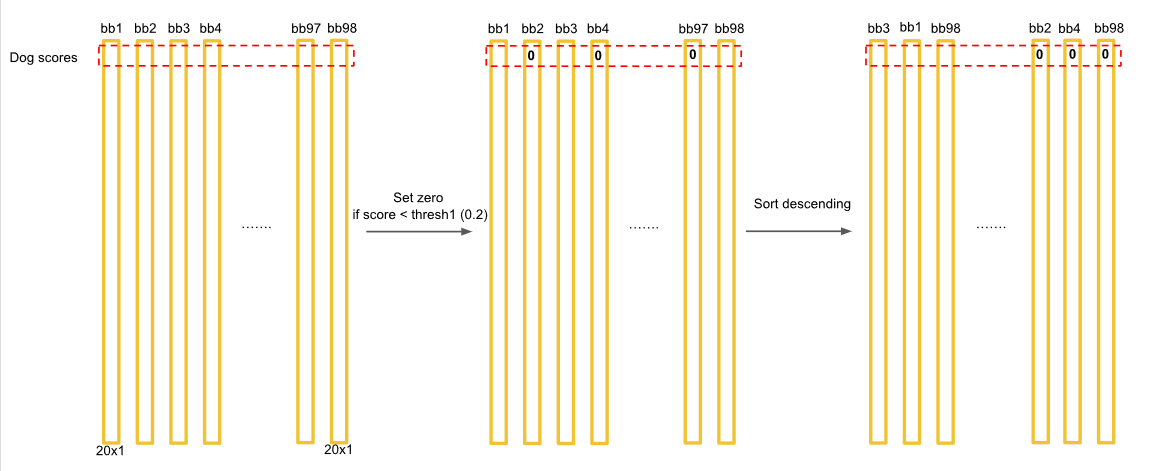 bb1 bb2 bb3 bb4 bb97 bb98 bb1 bb2 bb3 bb4 bb97 bb98 bb3 bb1 bb98 bb2 bb4 bb98
Dog scores 0 0 0 0 0 0
Set zero
if score < thresh1 (0.2)
Sort descending
....... ....... .......
20x1 20x1